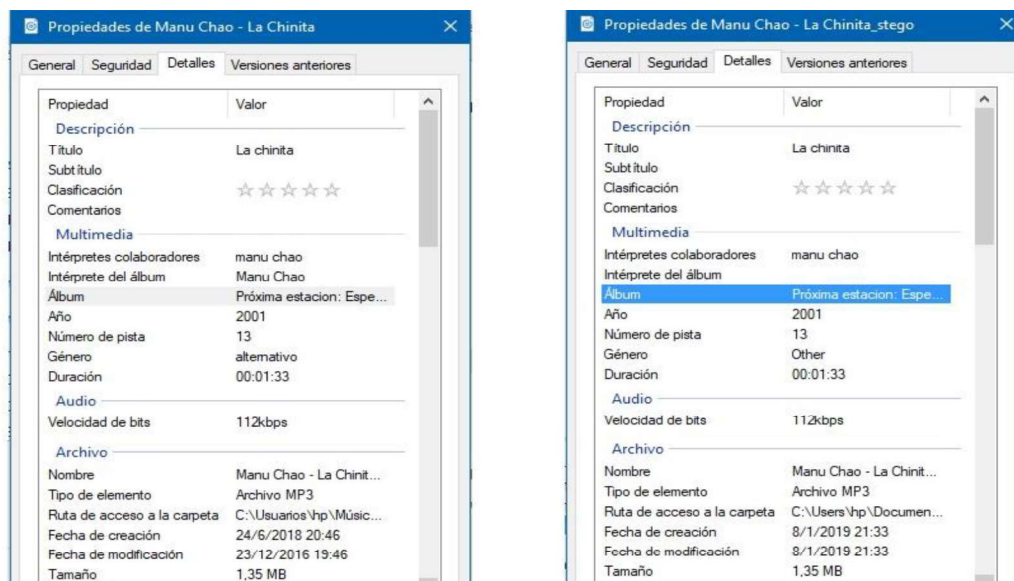 Propiedades de Manu Chao - La Chinita
General Seguridad Detalles Versiones anteriores
Propiedad Valor
Descripción
Título La chinita
Subtítulo
Clasificación
Comentarios
Multimedia
Intérpretes colaboradores manu chao
Intérprete del álbum Manu Chao
Álbum Próxima estacion: Espe...
Año 2001
Número de pista 13
Género alternativo
Duración 00:01:33
Audio
Velocidad de bits 112kbps
Archivo
Nombre Manu Chao - La Chinit...
Tipo de elemento Archivo MP3
Ruta de acceso a la carpeta C:\Usuarios\hp\Músic...
Fecha de creación 24/6/2018 20:46
Fecha de modificación 23/12/2016 19:46
Tamaño 1,35 MB
Propiedades de Manu Chao - La Chinita_stego
General Seguridad Detalles Versiones anteriores
Propiedad Valor
Descripción
Título La chinita
Subtítulo
Clasificación
Comentarios
Multimedia
Intérpretes colaboradores manu chao
Intérprete del álbum
Álbum Próxima estacion: Espe...
Año 2001
Número de pista 13
Género Other
Duración 00:01:33
Audio
Velocidad de bits 112kbps
Archivo
Nombre Manu Chao - La Chinit...
Tipo de elemento Archivo MP3
Ruta de acceso a la carpeta C:\Users\hp\Documen...
Fecha de creación 8/1/2019 21:33
Fecha de modificación 8/1/2019 21:33
Tamaño 1,35 MB